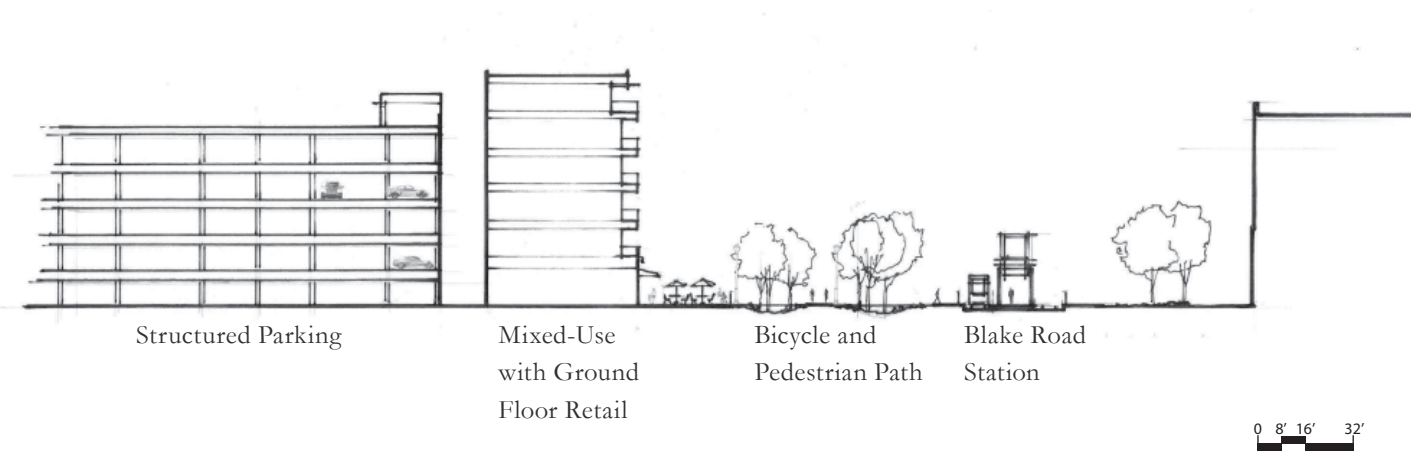 Structured Parking
Mixed-Use
with Ground
Floor Retail
Bicycle and
Pedestrian Path
Blake Road
Station
0 8′ 16′ 32′